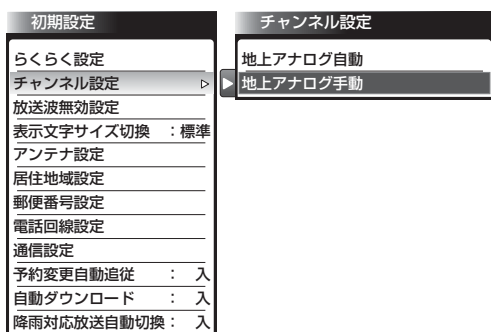 初期設定
らくらく設定
チャンネル設定
放送波無効設定
表示文字サイズ切換 ：標準
アンテナ設定
居住地域設定
郵便番号設定
電話回線設定
通信設定
予約変更自動追従 ： 入
自動ダウンロード ： 入
降雨対応放送自動切換： 入
チャンネル設定
地上アナログ自動
地上アナログ手動